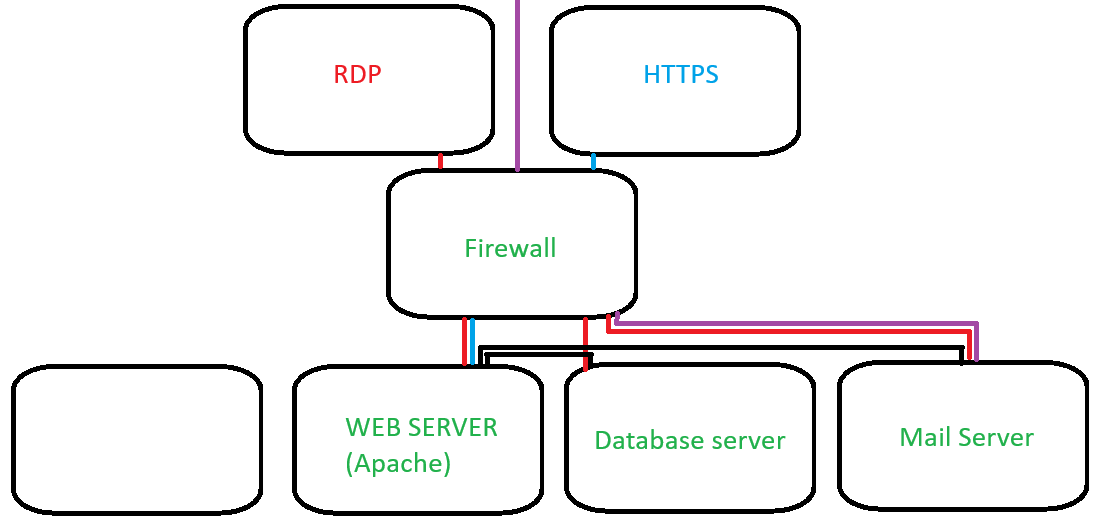 RDP
HTTPS
Firewall
WEB SERVER
(Apache)
Database server
Mail Server